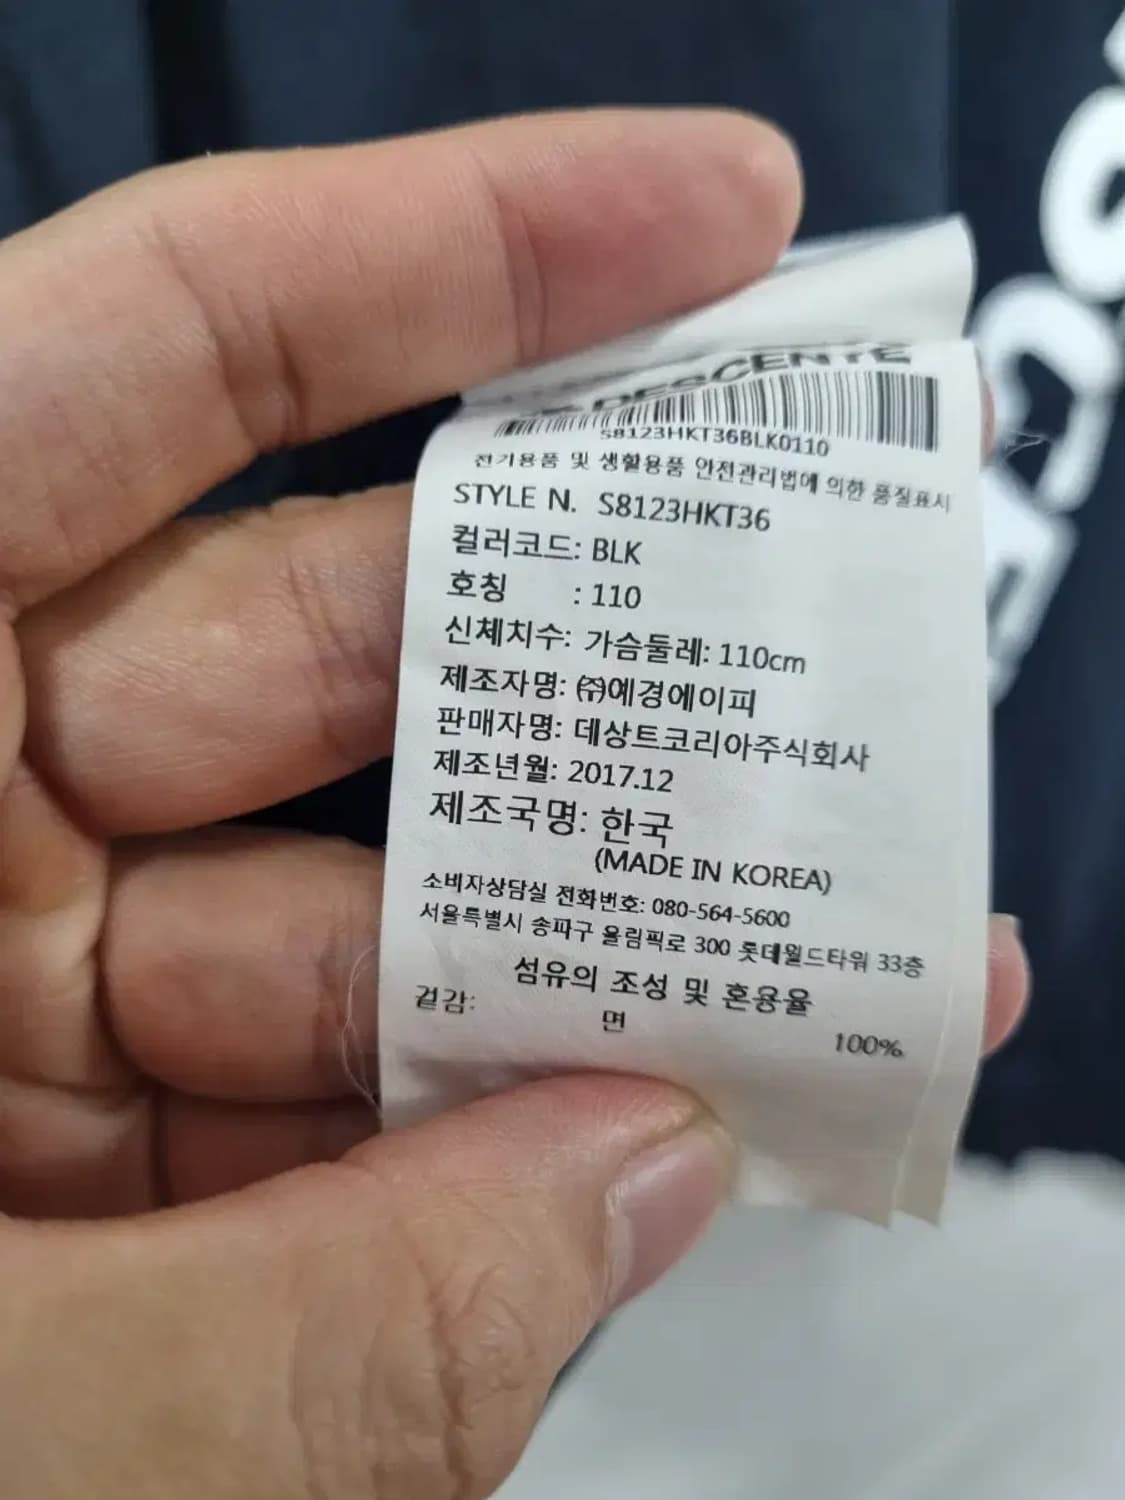 DESCENTE
S8123HKT36BLK0110
전기용품 및 생활용품 안전관리법에 의한 품질표시
STYLE N. S8123HKT36
컬러코드: BLK
호칭 : 110
신체치수: 가슴둘레: 110cm
제조자명: ㈜예경에이피
판매자명: 데상트코리아주식회사
제조년월: 2017.12
제조국명: 한국
(MADE IN KOREA)
소비자상담실 전화번호: 080-564-5600
서울특별시 송파구 올림픽로 300 롯데월드타워 33층
섬유의 조성 및 혼용율
겉감: 면 100%